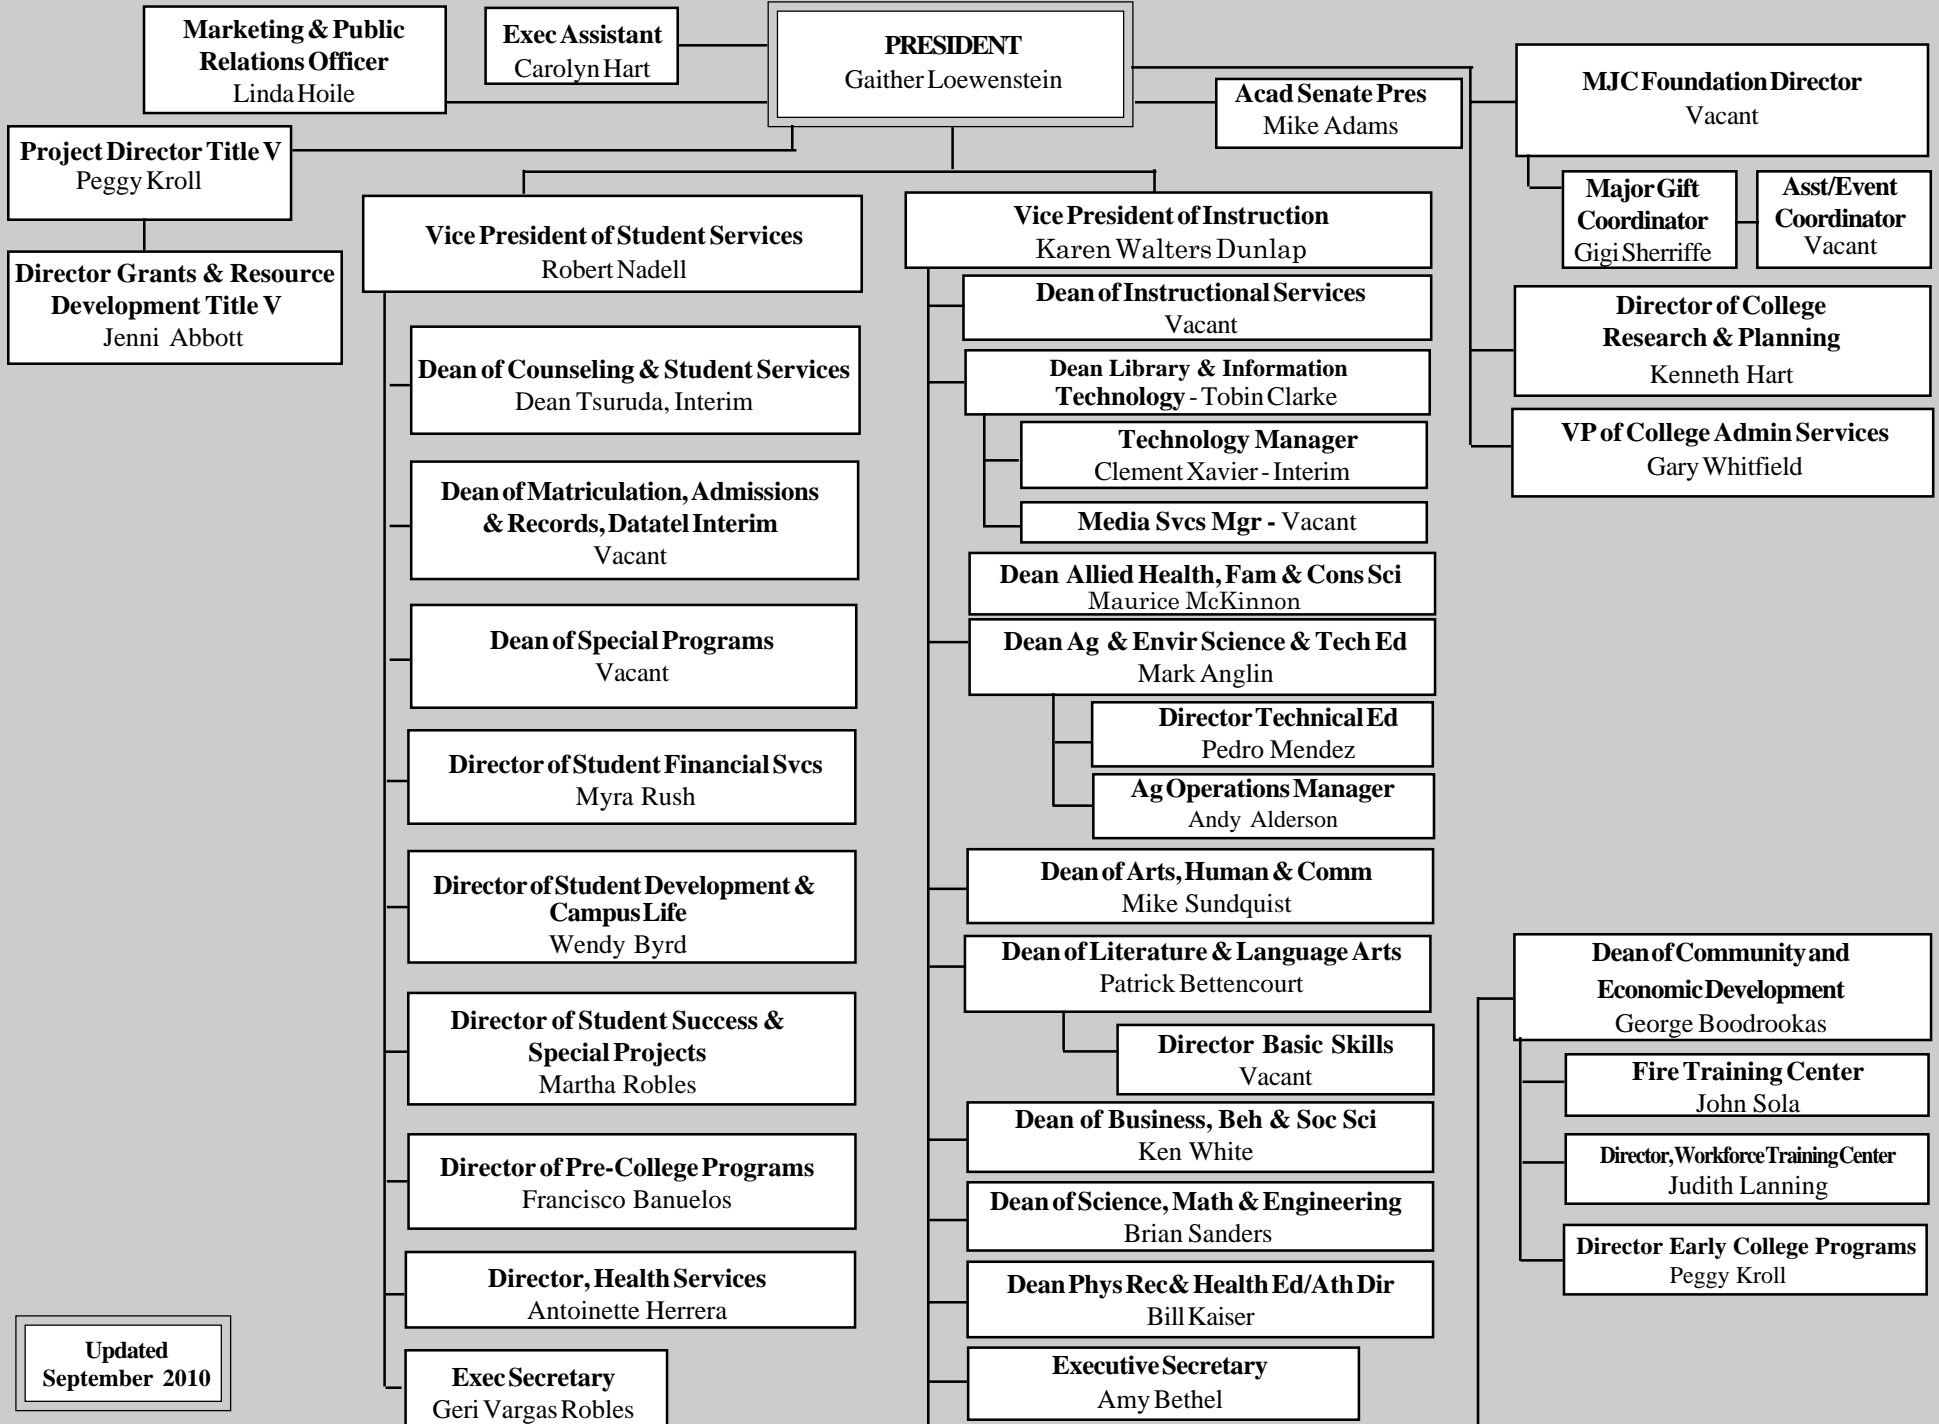 Marketing & Public
Relations Officer
Linda Hoile
Exec Assistant
Carolyn Hart
PRESIDENT
Gaither Loewenstein
Acad Senate Pres
Mike Adams
MJC Foundation Director
Vacant
Major Gift
Coordinator
Gigi Sherriffe
Asst/Event
Coordinator
Vacant
Project Director Title V
Peggy Kroll
Director Grants & Resource
Development Title V
Jenni Abbott
Director of College
Research & Planning
Kenneth Hart
VP of College Admin Services
Gary Whitfield
Vice President of Student Services
Robert Nadell
Dean of Counseling & Student Services
Dean Tsuruda, Interim
Dean of Matriculation, Admissions
& Records, Datatel Interim
Vacant
Dean of Special Programs
Vacant
Director of Student Financial Svcs
Myra Rush
Director of Student Development &
Campus Life
Wendy Byrd
Director of Student Success &
Special Projects
Martha Robles
Director of Pre-College Programs
Francisco Banuelos
Director, Health Services
Antoinette Herrera
Exec Secretary
Geri Vargas Robles
Vice President of Instruction
Karen Walters Dunlap
Dean of Instructional Services
Vacant
Dean Library & Information
Technology - Tobin Clarke
Technology Manager
Clement Xavier - Interim
Media Svcs Mgr - Vacant
Dean Allied Health, Fam & Cons Sci
Maurice McKinnon
Dean Ag & Envir Science & Tech Ed
Mark Anglin
Director Technical Ed
Pedro Mendez
Ag Operations Manager
Andy Alderson
Dean of Arts, Human & Comm
Mike Sundquist
Dean of Literature & Language Arts
Patrick Bettencourt
Director Basic Skills
Vacant
Dean of Business, Beh & Soc Sci
Ken White
Dean of Science, Math & Engineering
Brian Sanders
Dean Phys Rec& Health Ed/Ath Dir
Bill Kaiser
Executive Secretary
Amy Bethel
Dean of Community and
Economic Development
George Boodrookas
Fire Training Center
John Sola
Director, Workforce Training Center
Judith Lanning
Director Early College Programs
Peggy Kroll
Updated
September 2010